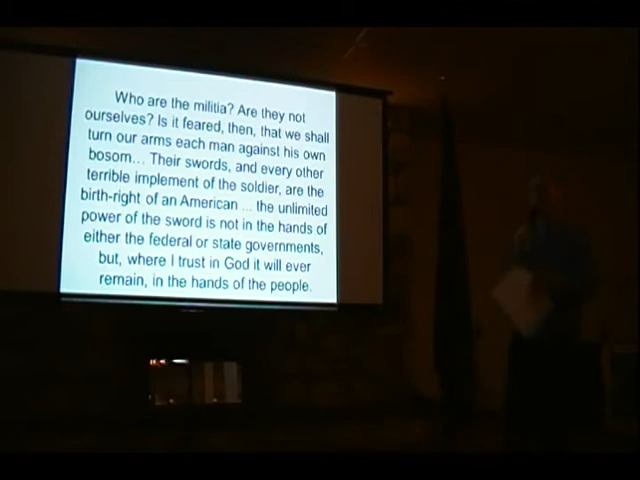 Who are the militia? Are they not
ourselves? Is it feared, then, that we shall
turn our arms each man against his own
bosom... Their swords, and every other
terrible implement of the soldier, are the
birth-right of an American ... the unlimited
power of the sword is not in the hands of
either the federal or state governments,
but, where I trust in God it will ever
remain, in the hands of the people.